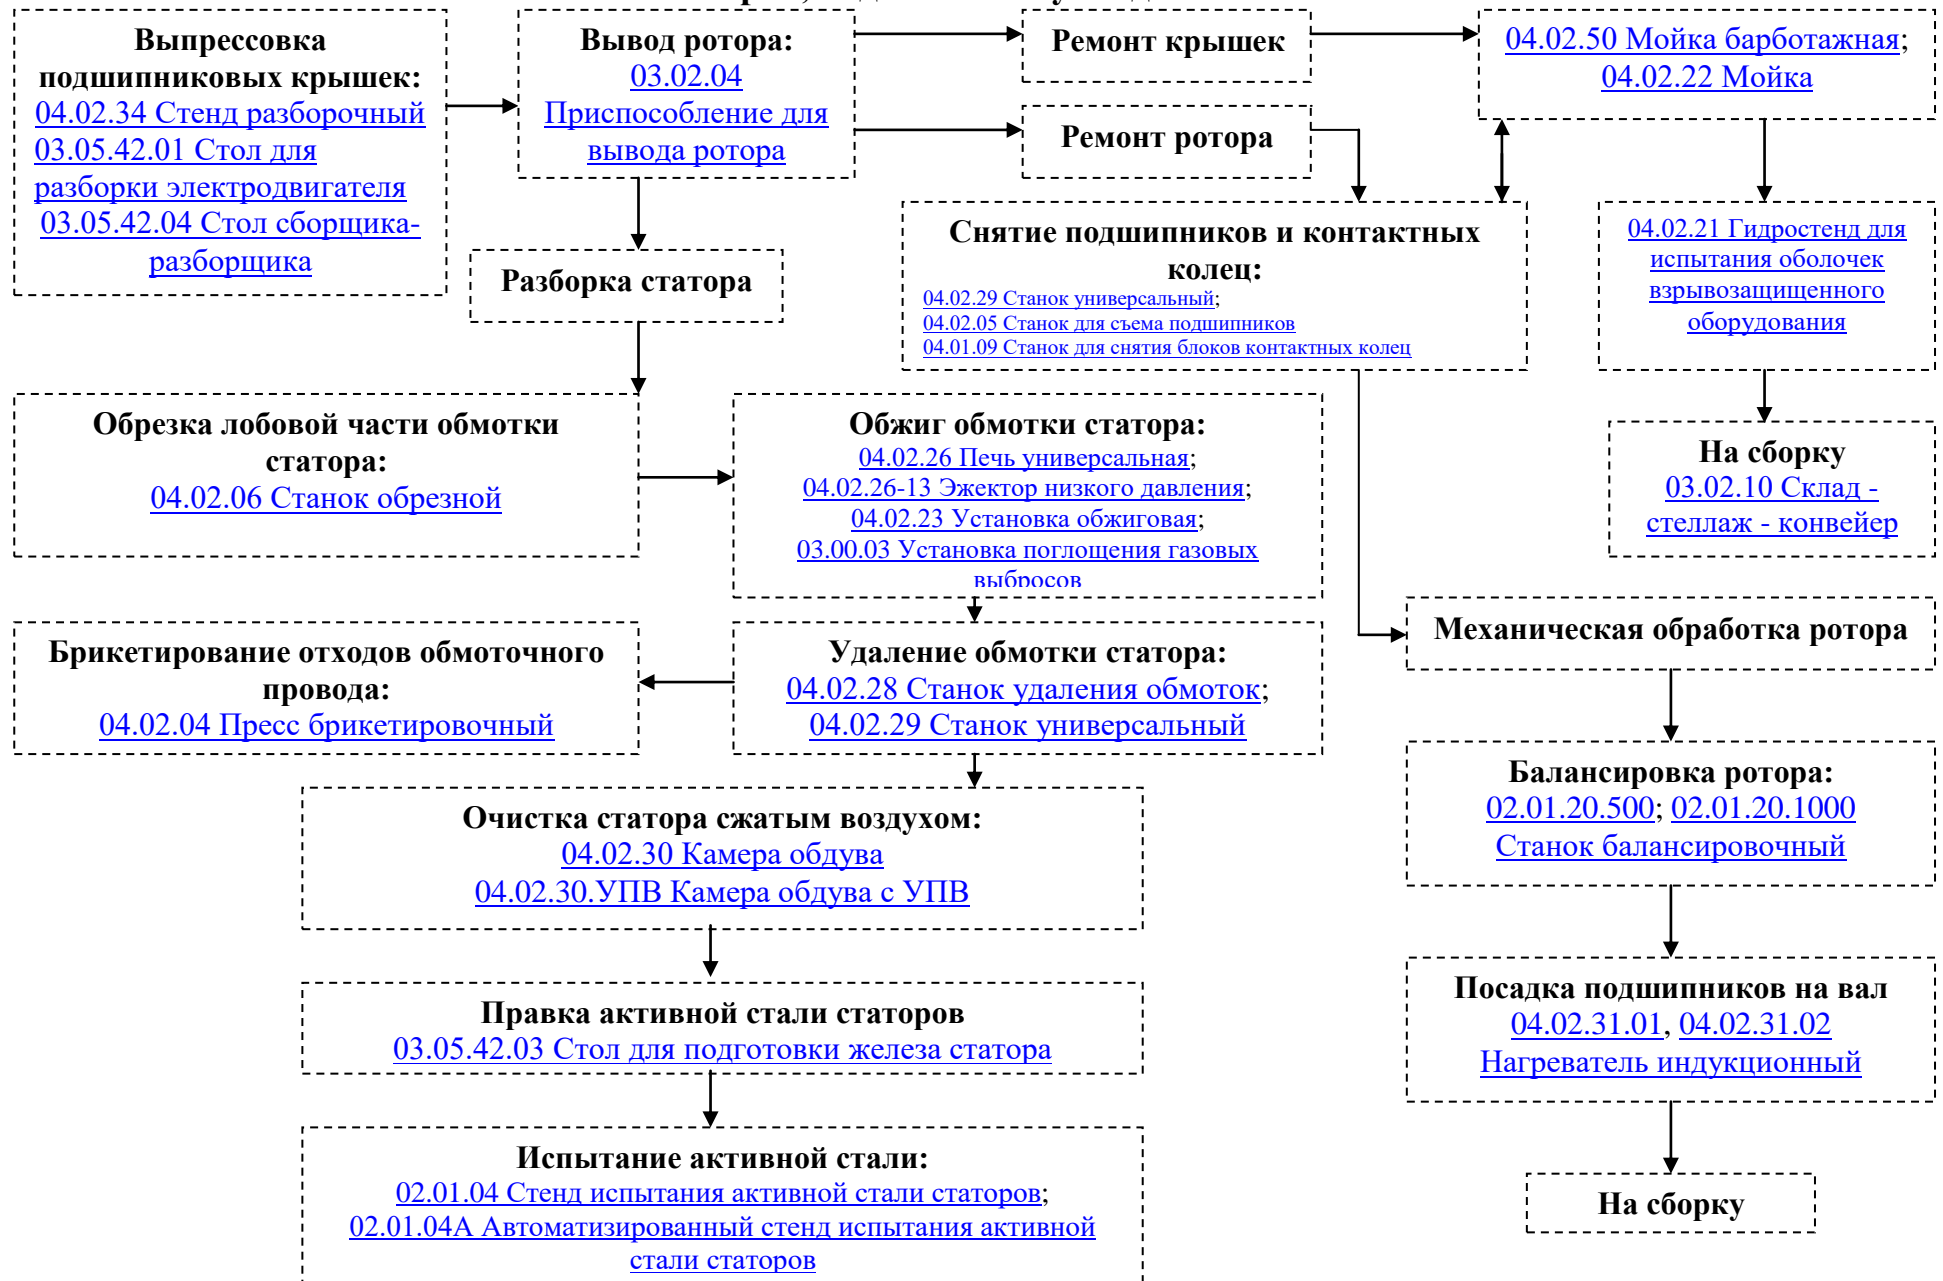 Выпрессовка
подшипниковых крышек:
04.02.34 Стенд разборочный
03.05.42.01 Стол для
разборки электродвигателя
03.05.42.04 Стол сборщика-
разборщика
Вывод ротора:
03.02.04
Приспособление для
вывода ротора
Ремонт крышек
Ремонт ротора
04.02.50 Мойка барботажная;
04.02.22 Мойка
Разборка статора
Снятие подшипников и контактных
колец:
04.02.29 Станок универсальный;
04.02.05 Станок для съема подшипников
04.01.09 Станок для снятия блоков контактных колец
04.02.21 Гидростенд для
испытания оболочек
взрывозащищенного
оборудования
Обрезка лобовой части обмотки
статора:
04.02.06 Станок обрезной
Обжиг обмотки статора:
04.02.26 Печь универсальная;
04.02.26-13 Эжектор низкого давления;
04.02.23 Установка обжиговая;
03.00.03 Установка поглощения газовых
выбросов
На сборку
03.02.10 Склад -
стеллаж - конвейер
Брикетирование отходов обмоточного
провода:
04.02.04 Пресс брикетировочный
Удаление обмотки статора:
04.02.28 Станок удаления обмоток;
04.02.29 Станок универсальный
Механическая обработка ротора
Очистка статора сжатым воздухом:
04.02.30 Камера обдува
04.02.30.УПВ Камера обдува с УПВ
Балансировка ротора:
02.01.20.500; 02.01.20.1000
Станок балансировочный
Правка активной стали статоров
03.05.42.03 Стол для подготовки железа статора
Посадка подшипников на вал
04.02.31.01, 04.02.31.02
Нагреватель индукционный
Испытание активной стали:
02.01.04 Стенд испытания активной стали статоров;
02.01.04А Автоматизированный стенд испытания активной
стали статоров
На сборку